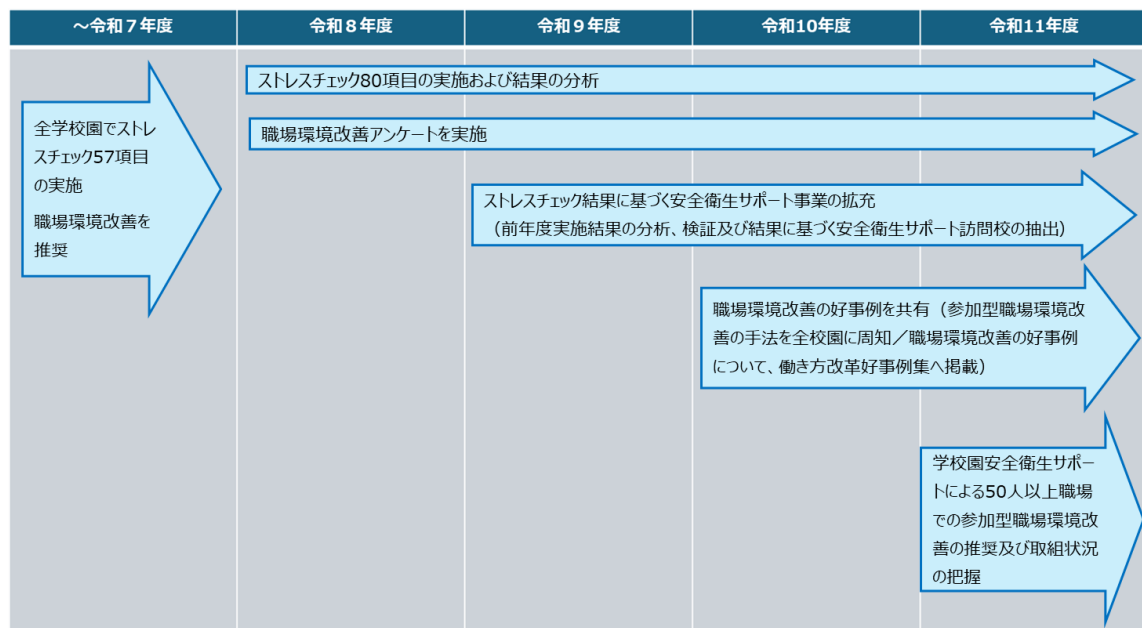 ～令和７年度
令和８年度
令和９年度
令和10年度
令和11年度
全学校園でストレ
スチェック57項目
の実施
職場環境改善を
推奨
ストレスチェック80項目の実施および結果の分析
職場環境改善アンケートを実施
ストレスチェック結果に基づく安全衛生サポート事業の拡充
（前年度実施結果の分析、検証及び結果に基づく安全衛生サポート訪問校の抽出）
職場環境改善の好事例を共有（参加型職場環境改
善の手法を全校園に周知／職場環境改善の好事例
について、働き方改革好事例集へ掲載）
学校園安全衛生サポー
トによる50人以上職場
での参加型職場環境改
善の推奨及び取組状況
の把握